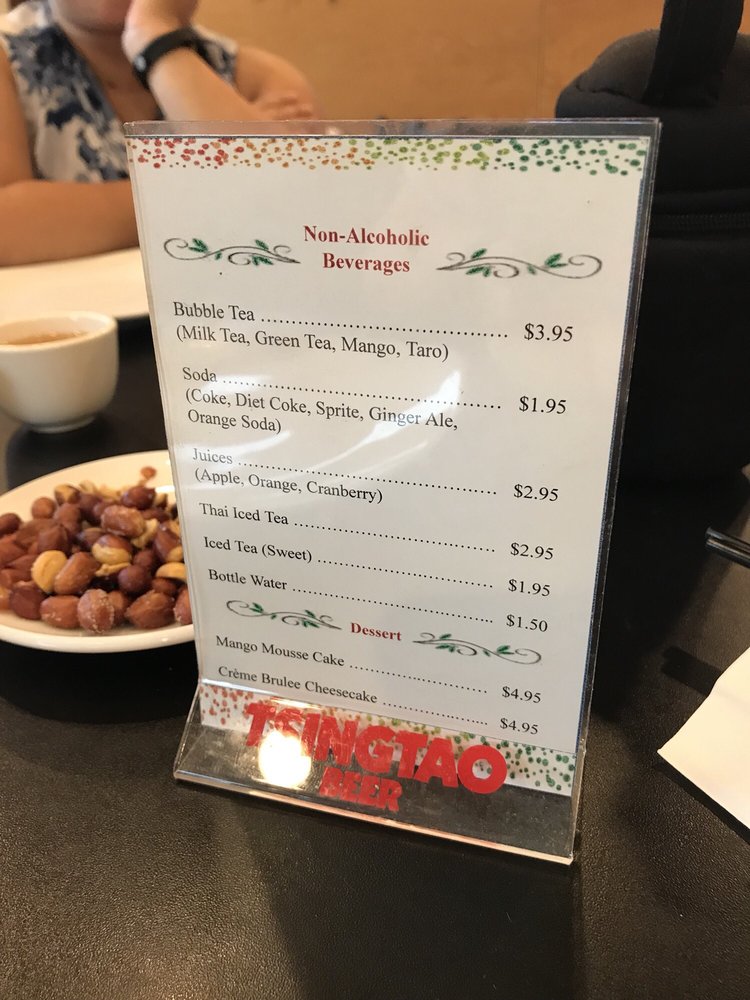 Non-Alcoholic
Beverages
Bubble Tea ..................................... $3.95
(Milk Tea, Green Tea, Mango, Taro)
Soda .......................................... $1.95
(Coke, Diet Coke, Sprite, Ginger Ale,
Orange Soda)
Juices ....................................... $2.95
(Apple, Orange, Cranberry)
Thai Iced Tea ............................... $2.95
Iced Tea (Sweet) ........................... $1.95
Bottle Water ................................ $1.50
Dessert
Mango Mousse Cake ..................... $4.95
Crème Brulee Cheesecake ................ $4.95
TSINGTAO
BEER